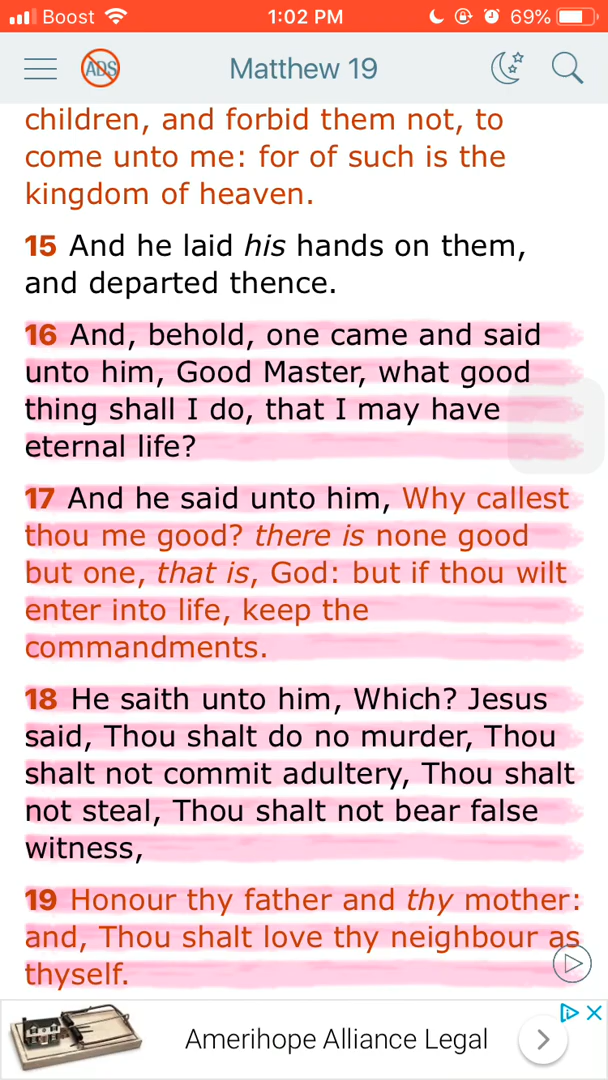 Boost 1:02 PM 69%
ADS Matthew 19
children, and forbid them not, to
come unto me: for of such is the
kingdom of heaven.
15 And he laid his hands on them,
and departed thence.
16 And, behold, one came and said
unto him, Good Master, what good
thing shall I do, that I may have
eternal life?
17 And he said unto him, Why callest
thou me good? there is none good
but one, that is, God: but if thou wilt
enter into life, keep the
commandments.
18 He saith unto him, Which? Jesus
said, Thou shalt do no murder, Thou
shalt not commit adultery, Thou shalt
not steal, Thou shalt not bear false
witness,
19 Honour thy father and thy mother:
and, Thou shalt love thy neighbour as
thyself.
Amerihope Alliance Legal